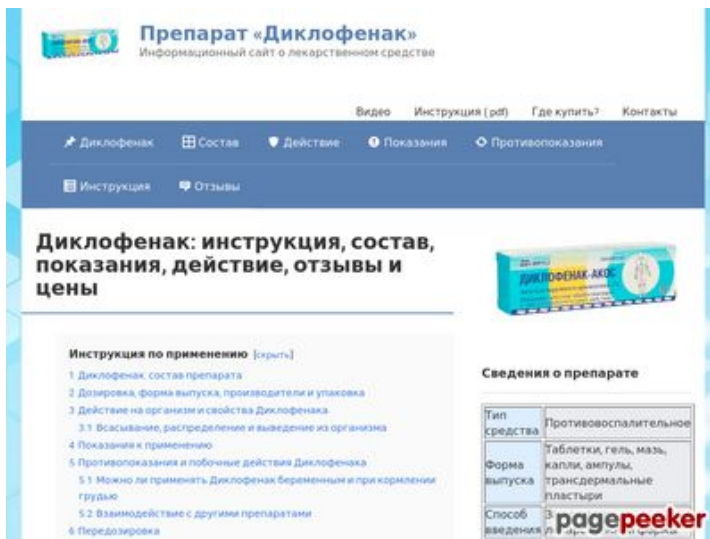 Препарат «Диклофенак»
Информационный сайт о лекарственном средстве
Видео Инструкция (pdf) Где купить? Контакты
Диклофенак Состав Действие Показания Противопоказания
Инструкция Отзывы
Диклофенак: инструкция, состав,
показания, действие, отзывы и
цены
ДИКЛОФЕНАК-АКОС
Инструкция по применению [скрыть]
1 Диклофенак: состав препарата
2 Дозировка, форма выпуска, производители и упаковка
3 Действие на организм и свойства Диклофенака
3.1 Всасывание, распределение и выведение из организма
4 Показания к применению
5 Противопоказания и побочные действия Диклофенака
5.1 Можно ли применять Диклофенак беременным и при кормлении
грудью
5.2 Взаимодействие с другими препаратами
6 Передозировка
Сведения о препарате
Тип
средства
Противовоспалительное
Форма
выпуска
Таблетки, гель, мазь,
капли, ампулы,
трансдермальные
пластыри
Способ
введения
pagepeeker